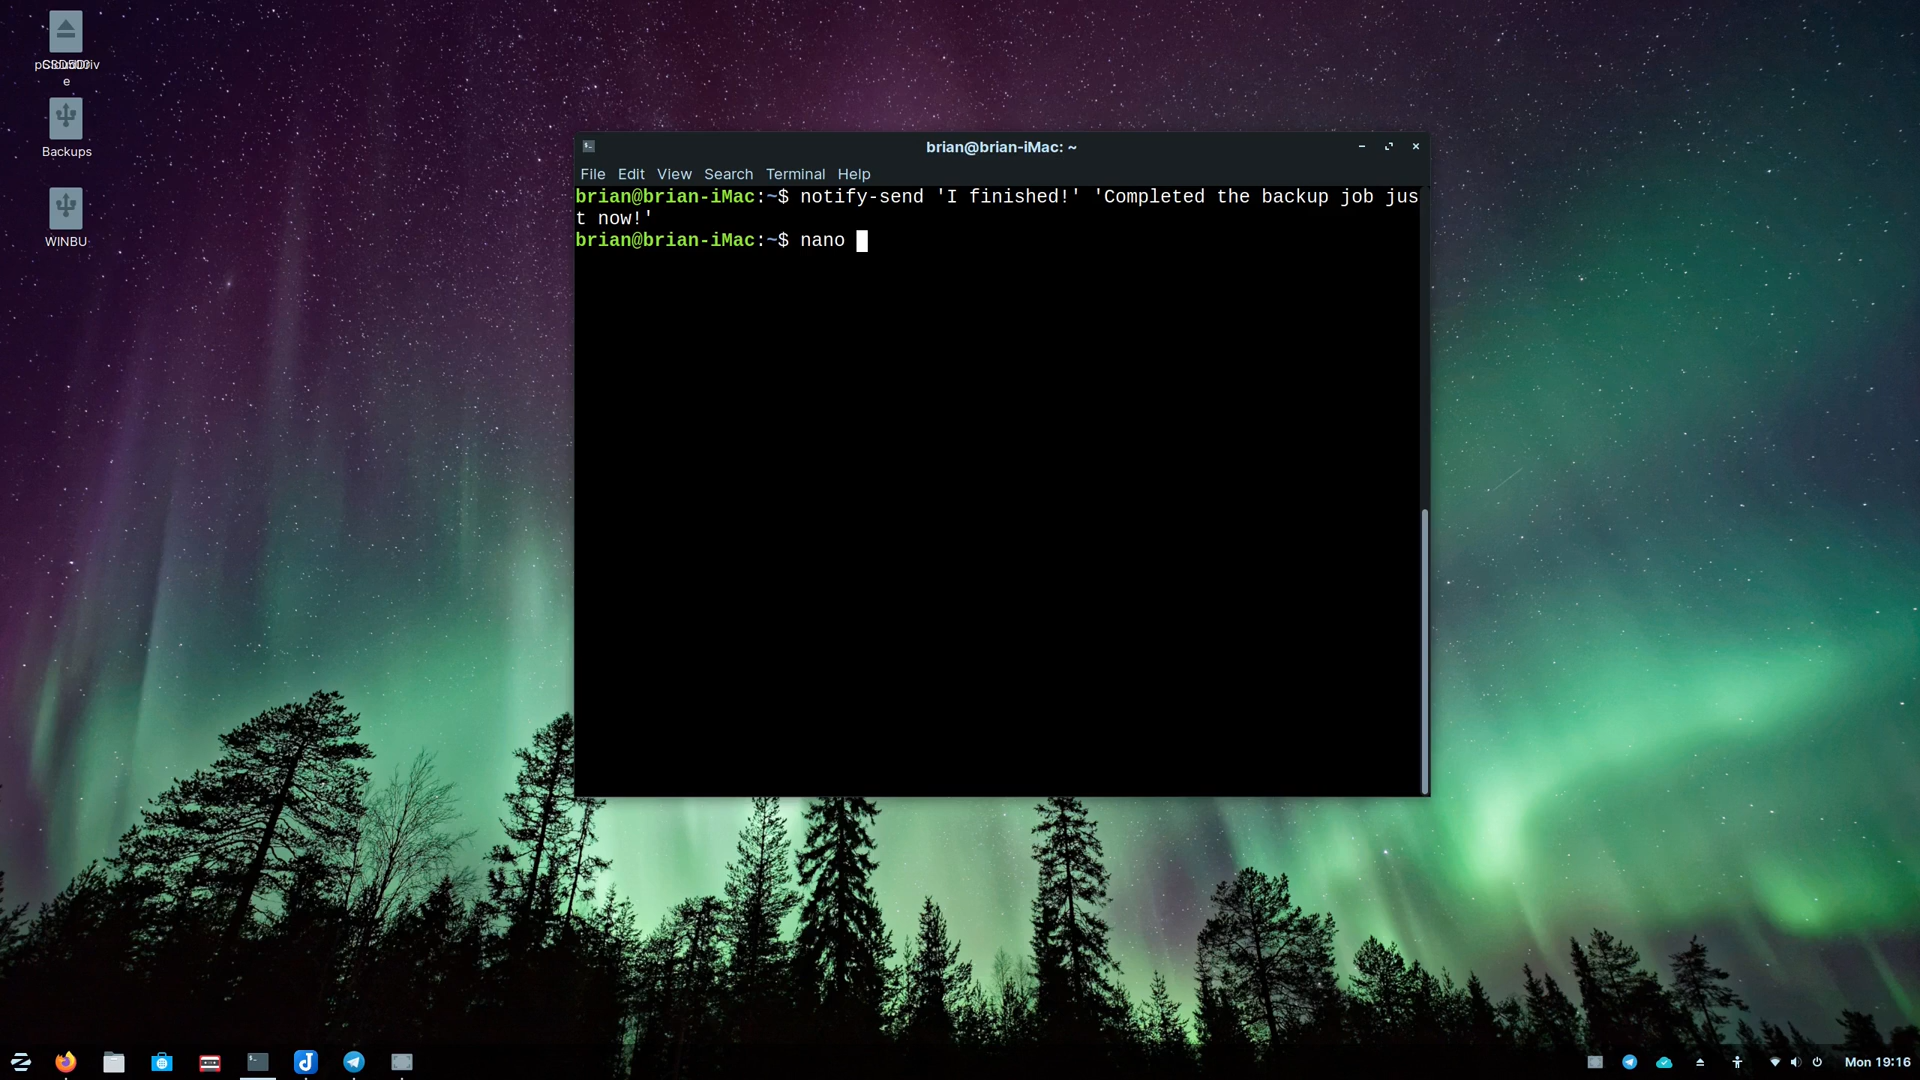 Backups
WINBU
brian@brian-iMac: ~
File Edit View Search Terminal Help
brian@brian-iMac:~$ notify-send 'I finished!' 'Completed the backup job jus
t now!'
brian@brian-iMac:~$ nano
Mon 19:16